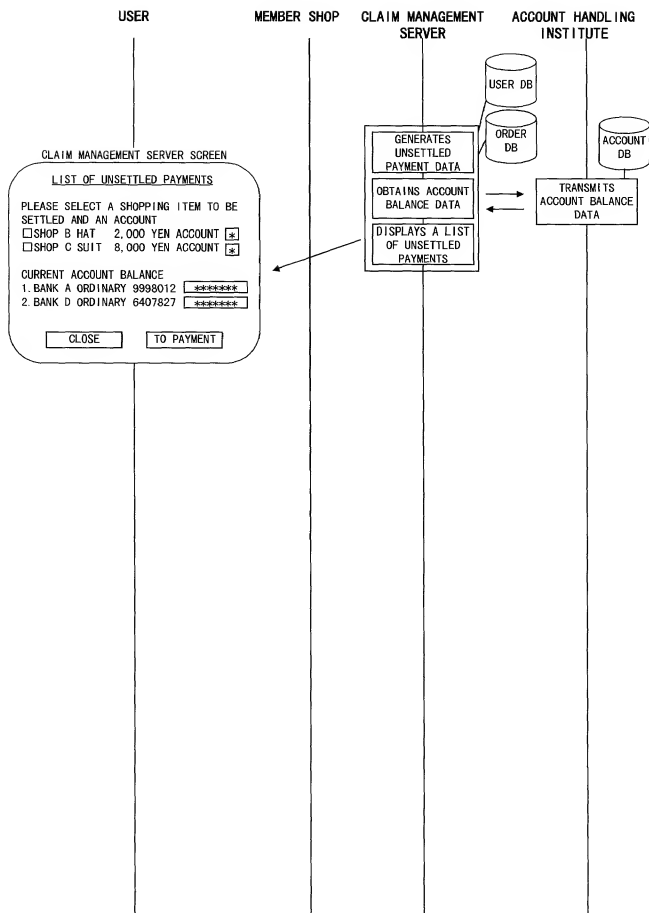 USER
MEMBER SHOP
CLAIM MANAGEMENT
SERVER
ACCOUNT HANDLING
INSTITUTE
USER DB
ORDER
DB
ACCOUNT
DB
GENERATES
UNSETTLED
PAYMENT DATA
OBTAINS ACCOUNT
BALANCE DATA
DISPLAYS A LIST
OF UNSETTLED
PAYMENTS
TRANSMITS
ACCOUNT BALANCE
DATA
CLAIM MANAGEMENT SERVER SCREEN
LIST OF UNSETTLED PAYMENTS
PLEASE SELECT A SHOPPING ITEM TO BE
SETTLED AND AN ACCOUNT
□SHOP B HAT 2,000 YEN ACCOUNT *
□SHOP C SUIT 8,000 YEN ACCOUNT *
CURRENT ACCOUNT BALANCE
1. BANK A ORDINARY 9998012 *******
2. BANK D ORDINARY 6407827 *******
CLOSE
TO PAYMENT